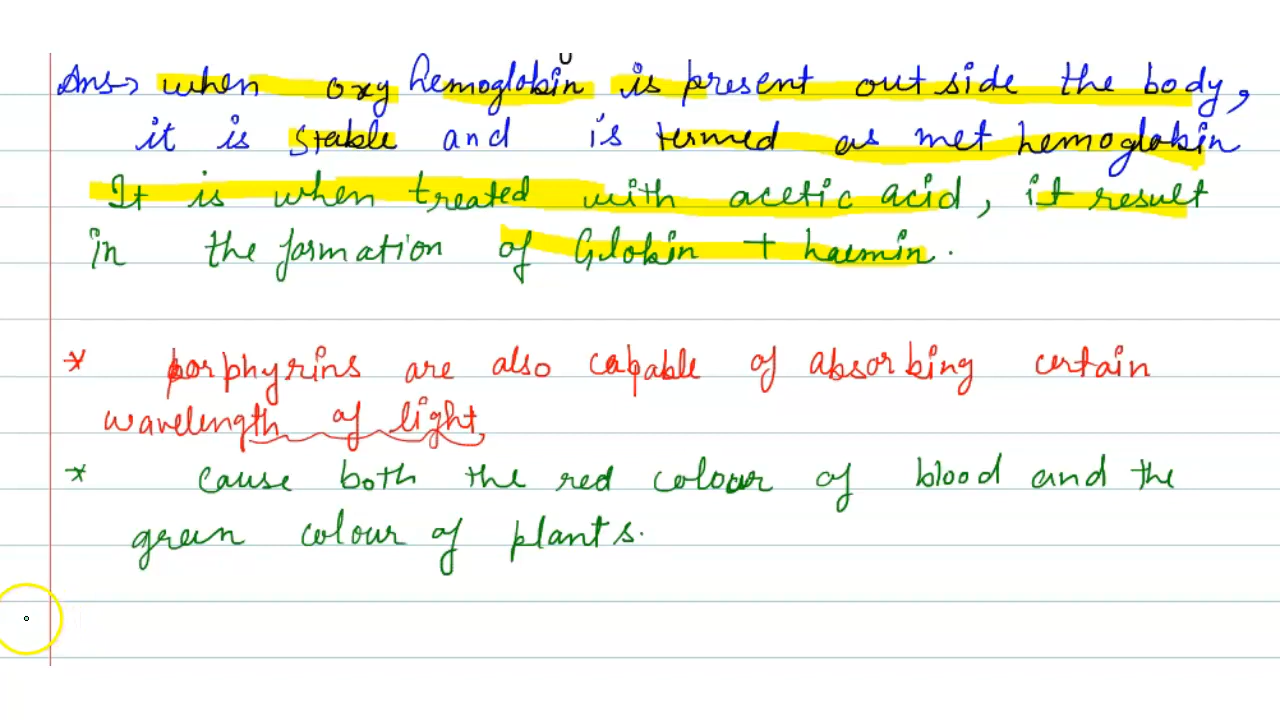 Ans→ when oxy hemoglobin is present out side the body,
it is stable and is termed as met hemoglobin
It is when treated with acetic acid, it result
in the formation of Globin + haemin.
* porphyrins are also capable of absorbing certain
wavelength of light
* cause both the red colour of blood and the
green colour of plants.